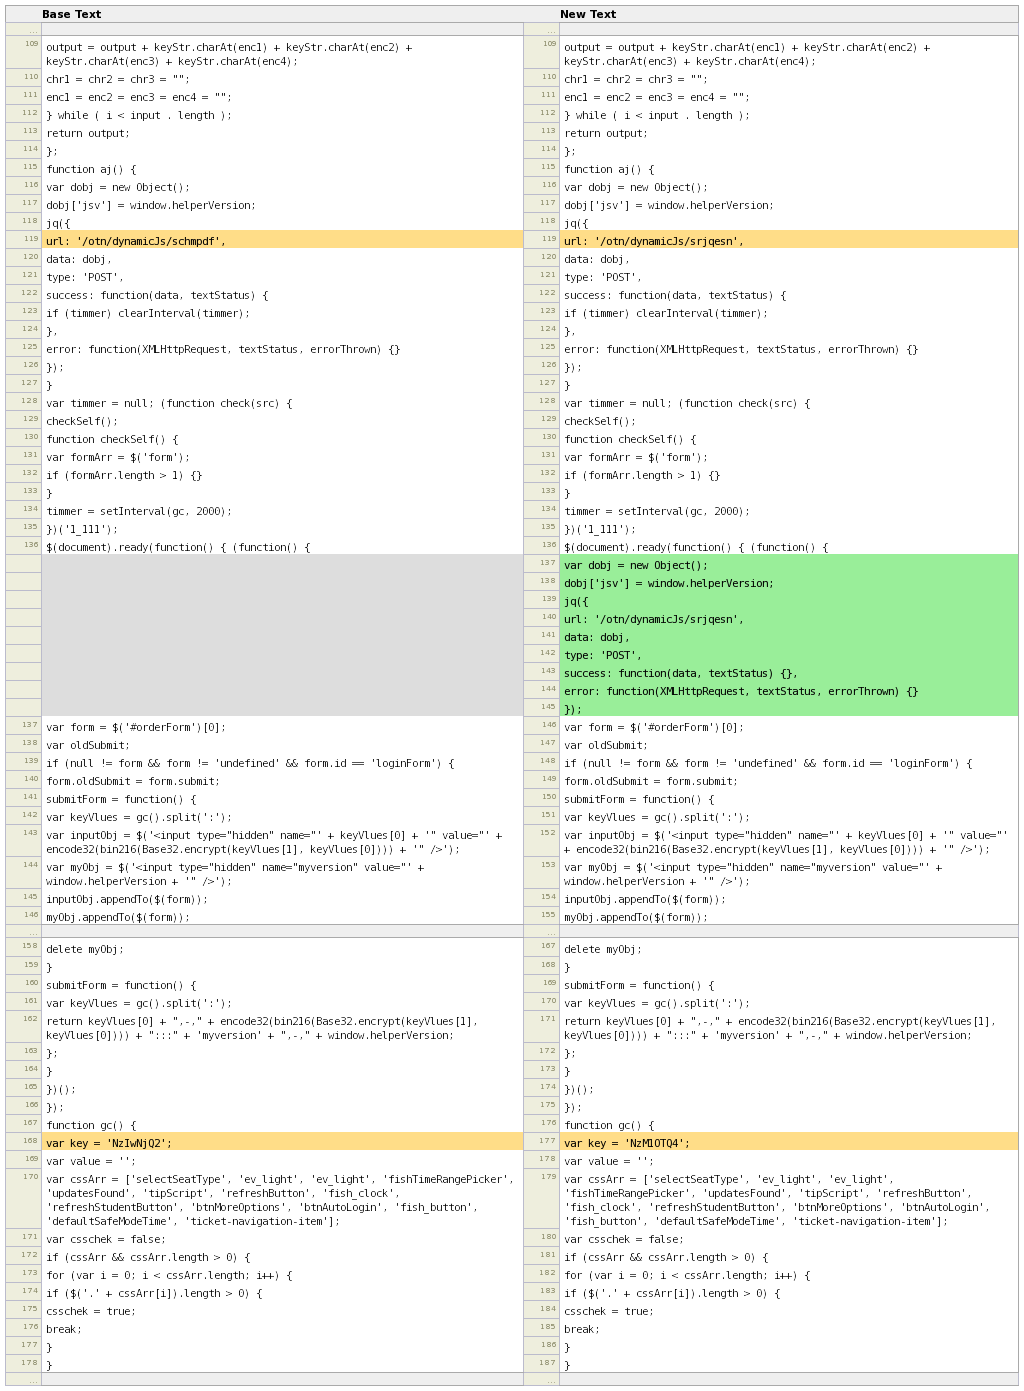 Base Text
...
109 output = output + keyStr.charAt(enc1) + keyStr.charAt(enc2) +
keyStr.charAt(enc3) + keyStr.charAt(enc4);
110 chr1 = chr2 = chr3 = "";
111 enc1 = enc2 = enc3 = enc4 = "";
112 } while ( i < input . length );
113 return output;
114 };
115 function aj() {
116 var dobj = new Object();
117 dobj['jsv'] = window.helperVersion;
118 jq({
119 url: '/otn/dynamicJs/schmpdf',
120 data: dobj,
121 type: 'POST',
122 success: function(data, textStatus) {
123 if (timmer) clearInterval(timmer);
124 },
125 error: function(XMLHttpRequest, textStatus, errorThrown) {}
126 });
127 }
128 var timmer = null; (function check(src) {
129 checkSelf();
130 function checkSelf() {
131 var formArr = $('form');
132 if (formArr.length > 1) {}
133 }
134 timmer = setInterval(gc, 2000);
135 })('1_111');
136 $(document).ready(function() { (function() {
137 var form = $('#orderForm')[0];
138 var oldSubmit;
139 if (null != form && form != 'undefined' && form.id == 'loginForm') {
140 form.oldSubmit = form.submit;
141 submitForm = function() {
142 var keyVlues = gc().split(':');
143 var inputObj = $('<input type="hidden" name="' + keyVlues[0] + '" value="' +
encode32(bin216(Base32.encrypt(keyVlues[1], keyVlues[0]))) + '" />');
144 var myObj = $('<input type="hidden" name="myversion" value="' +
window.helperVersion + '" />');
145 inputObj.appendTo($(form));
146 myObj.appendTo($(form));
...
158 delete myObj;
159 }
160 submitForm = function() {
161 var keyVlues = gc().split(':');
162 return keyVlues[0] + ",-," + encode32(bin216(Base32.encrypt(keyVlues[1],
keyVlues[0]))) + ":::" + 'myversion' + ",-," + window.helperVersion;
163 };
164 }
165 })();
166 });
167 function gc() {
168 var key = 'NzIwNjQ2';
169 var value = '';
170 var cssArr = ['selectSeatType', 'ev_light', 'ev_light', 'fishTimeRangePicker',
'updatesFound', 'tipScript', 'refreshButton', 'fish_clock',
'refreshStudentButton', 'btnMoreOptions', 'btnAutoLogin', 'fish_button',
'defaultSafeModeTime', 'ticket-navigation-item'];
171 var csschek = false;
172 if (cssArr && cssArr.length > 0) {
173 for (var i = 0; i < cssArr.length; i++) {
174 if ($('.' + cssArr[i]).length > 0) {
175 csschek = true;
176 break;
177 }
178 }
...
New Text
...
109 output = output + keyStr.charAt(enc1) + keyStr.charAt(enc2) +
keyStr.charAt(enc3) + keyStr.charAt(enc4);
110 chr1 = chr2 = chr3 = "";
111 enc1 = enc2 = enc3 = enc4 = "";
112 } while ( i < input . length );
113 return output;
114 };
115 function aj() {
116 var dobj = new Object();
117 dobj['jsv'] = window.helperVersion;
118 jq({
119 url: '/otn/dynamicJs/srjqesn',
120 data: dobj,
121 type: 'POST',
122 success: function(data, textStatus) {
123 if (timmer) clearInterval(timmer);
124 },
125 error: function(XMLHttpRequest, textStatus, errorThrown) {}
126 });
127 }
128 var timmer = null; (function check(src) {
129 checkSelf();
130 function checkSelf() {
131 var formArr = $('form');
132 if (formArr.length > 1) {}
133 }
134 timmer = setInterval(gc, 2000);
135 })('1_111');
136 $(document).ready(function() { (function() {
137 var dobj = new Object();
138 dobj['jsv'] = window.helperVersion;
139 jq({
140 url: '/otn/dynamicJs/srjqesn',
141 data: dobj,
142 type: 'POST',
143 success: function(data, textStatus) {},
144 error: function(XMLHttpRequest, textStatus, errorThrown) {}
145 });
146 var form = $('#orderForm')[0];
147 var oldSubmit;
148 if (null != form && form != 'undefined' && form.id == 'loginForm') {
149 form.oldSubmit = form.submit;
150 submitForm = function() {
151 var keyVlues = gc().split(':');
152 var inputObj = $('<input type="hidden" name="' + keyVlues[0] + '" value="'
+ encode32(bin216(Base32.encrypt(keyVlues[1], keyVlues[0]))) + '" />');
153 var myObj = $('<input type="hidden" name="myversion" value="' +
window.helperVersion + '" />');
154 inputObj.appendTo($(form));
155 myObj.appendTo($(form));
...
167 delete myObj;
168 }
169 submitForm = function() {
170 var keyVlues = gc().split(':');
171 return keyVlues[0] + ",-," + encode32(bin216(Base32.encrypt(keyVlues[1],
keyVlues[0]))) + ":::" + 'myversion' + ",-," + window.helperVersion;
172 };
173 }
174 })();
175 });
176 function gc() {
177 var key = 'NzM1OTQ4';
178 var value = '';
179 var cssArr = ['selectSeatType', 'ev_light', 'ev_light',
'fishTimeRangePicker', 'updatesFound', 'tipScript', 'refreshButton',
'fish_clock', 'refreshStudentButton', 'btnMoreOptions', 'btnAutoLogin',
'fish_button', 'defaultSafeModeTime', 'ticket-navigation-item'];
180 var csschek = false;
181 if (cssArr && cssArr.length > 0) {
182 for (var i = 0; i < cssArr.length; i++) {
183 if ($('.' + cssArr[i]).length > 0) {
184 csschek = true;
185 break;
186 }
187 }
...